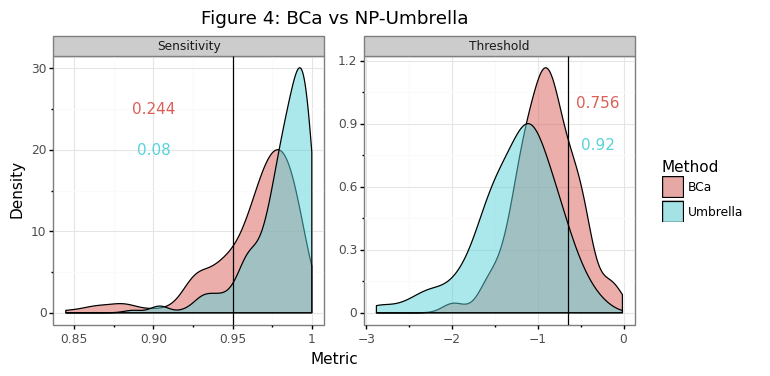 Figure 4: BCa vs NP-Umbrella
Sensitivity
Threshold
Density
30
20
10
0
0.244
0.08
0.85
0.90
0.95
1
1.2
0.9
0.6
0.3
0
0.756
0.92
−3
−2
−1
0
Metric
Method
BCa
Umbrella